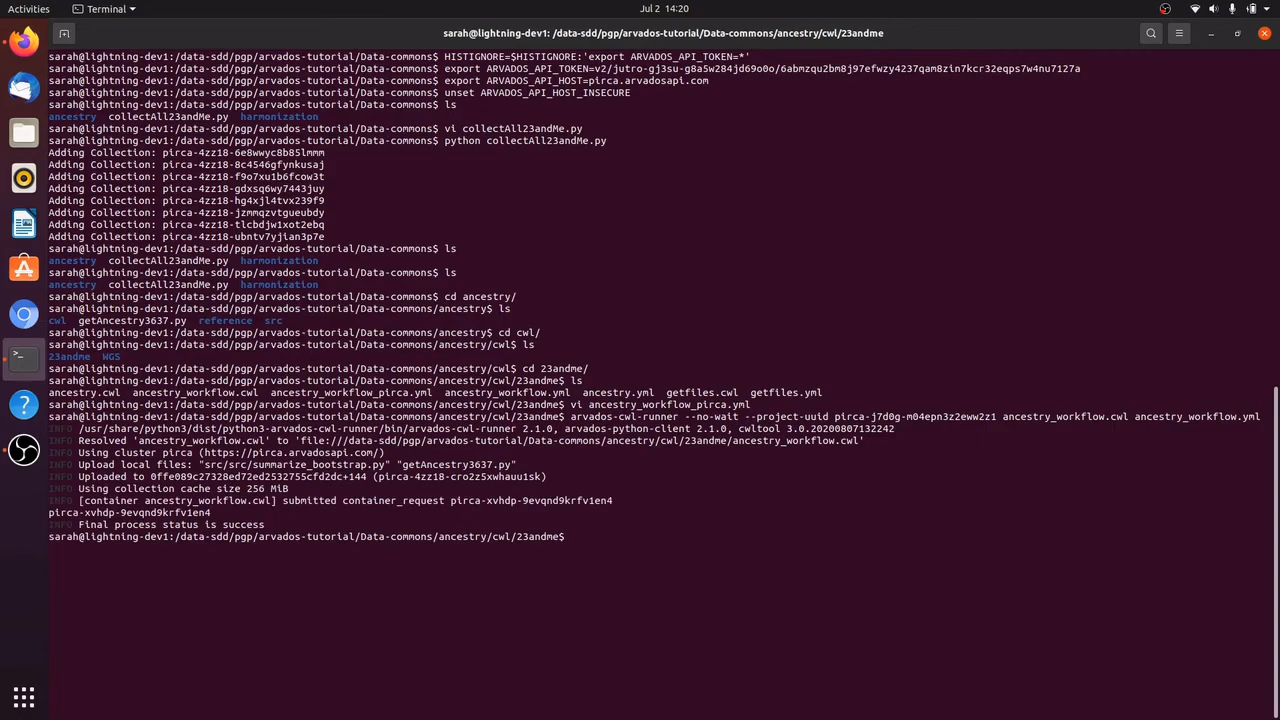 Activities
Terminal
Jul 2 14:20
sarah@lightning-dev1: /data-sdd/pgp/arvados-tutorial/Data-commons/ancestry/cwl/23andme
sarah@lightning-dev1:/data-sdd/pgp/arvados-tutorial/Data-commons$ HISTIGNORE=$HISTIGNORE:'export ARVADOS_API_TOKEN=*'
sarah@lightning-dev1:/data-sdd/pgp/arvados-tutorial/Data-commons$ export ARVADOS_API_TOKEN=v2/jutro-gj3su-g8a5w284jd69o0o/6abmzqu2bm8j97efwzy4237qam8zin7kcr32eqps7w4nu7127a
sarah@lightning-dev1:/data-sdd/pgp/arvados-tutorial/Data-commons$ export ARVADOS_API_HOST=pirca.arvadosapi.com
sarah@lightning-dev1:/data-sdd/pgp/arvados-tutorial/Data-commons$ unset ARVADOS_API_HOST_INSECURE
sarah@lightning-dev1:/data-sdd/pgp/arvados-tutorial/Data-commons$ ls
ancestry collectAll23andMe.py harmonization
sarah@lightning-dev1:/data-sdd/pgp/arvados-tutorial/Data-commons$ vi collectAll23andMe.py
sarah@lightning-dev1:/data-sdd/pgp/arvados-tutorial/Data-commons$ python collectAll23andMe.py
Adding Collection: pirca-4zz18-6e8wwyc8b85lmmm
Adding Collection: pirca-4zz18-8c4546gfynkusaj
Adding Collection: pirca-4zz18-f9o7xu1b6fcow3t
Adding Collection: pirca-4zz18-gdxsq6wy7443juy
Adding Collection: pirca-4zz18-hg4xjl4tvx239f9
Adding Collection: pirca-4zz18-jzmmqzvtgueubdy
Adding Collection: pirca-4zz18-tlcbdjw1xot2ebq
Adding Collection: pirca-4zz18-ubntv7yjian3p7e
sarah@lightning-dev1:/data-sdd/pgp/arvados-tutorial/Data-commons$ ls
ancestry collectAll23andMe.py harmonization
sarah@lightning-dev1:/data-sdd/pgp/arvados-tutorial/Data-commons$ ls
ancestry collectAll23andMe.py harmonization
sarah@lightning-dev1:/data-sdd/pgp/arvados-tutorial/Data-commons$ cd ancestry/
sarah@lightning-dev1:/data-sdd/pgp/arvados-tutorial/Data-commons/ancestry$ ls
cwl getAncestry3637.py reference src
sarah@lightning-dev1:/data-sdd/pgp/arvados-tutorial/Data-commons/ancestry$ cd cwl/
sarah@lightning-dev1:/data-sdd/pgp/arvados-tutorial/Data-commons/ancestry/cwl$ ls
23andme WGS
sarah@lightning-dev1:/data-sdd/pgp/arvados-tutorial/Data-commons/ancestry/cwl$ cd 23andme/
sarah@lightning-dev1:/data-sdd/pgp/arvados-tutorial/Data-commons/ancestry/cwl/23andme$ ls
ancestry.cwl ancestry_workflow.cwl ancestry_workflow_pirca.yml ancestry_workflow.yml ancestry.yml getfiles.cwl getfiles.yml
sarah@lightning-dev1:/data-sdd/pgp/arvados-tutorial/Data-commons/ancestry/cwl/23andme$ vi ancestry_workflow_pirca.yml
sarah@lightning-dev1:/data-sdd/pgp/arvados-tutorial/Data-commons/ancestry/cwl/23andme$ arvados-cwl-runner --no-wait --project-uuid pirca-j7d0g-m04epn3z2eww2z1 ancestry_workflow.cwl ancestry_workflow.yml
INFO /usr/share/python3/dist/python3-arvados-cwl-runner/bin/arvados-cwl-runner 2.1.0, arvados-python-client 2.1.0, cwltool 3.0.20200807132242
INFO Resolved 'ancestry_workflow.cwl' to 'file:///data-sdd/pgp/arvados-tutorial/Data-commons/ancestry/cwl/23andme/ancestry_workflow.cwl'
INFO Using cluster pirca (https://pirca.arvadosapi.com/)
INFO Upload local files: "src/src/summarize_bootstrap.py" "getAncestry3637.py"
INFO Uploaded to 0ffe089c27328ed72ed2532755cfd2dc+144 (pirca-4zz18-cro2z5xwhauu1sk)
INFO Using collection cache size 256 MiB
INFO [container ancestry_workflow.cwl] submitted container_request pirca-xvhdp-9evqnd9krfv1en4
pirca-xvhdp-9evqnd9krfv1en4
INFO Final process status is success
sarah@lightning-dev1:/data-sdd/pgp/arvados-tutorial/Data-commons/ancestry/cwl/23andme$